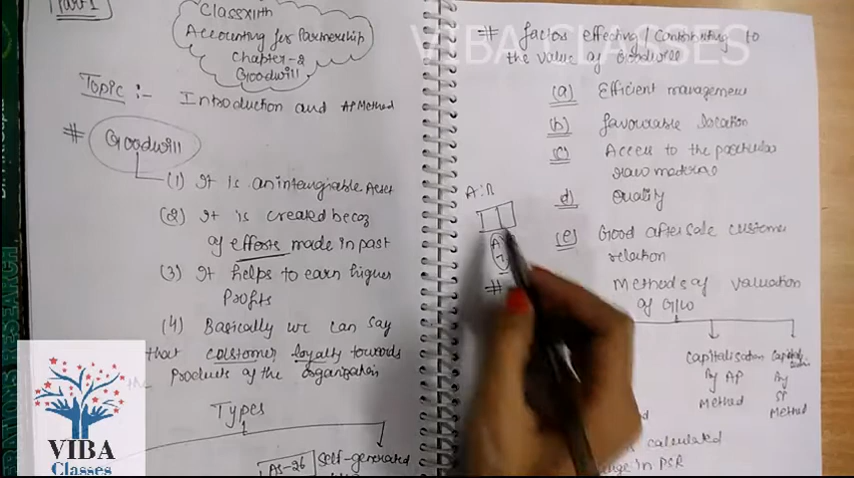 Part 1
ClassXIIth
Accounting for Partnership
Chapter-2
Goodwill
Topic :- Introduction and AP Method
# Goodwill
(1) It is an intengiable Asset
(2) It is created becoz
of efforts made in past
(3) It helps to earn higher
Profits
(4) Basically we can say
that customer loyalty towards
Products of the organization
Types
AS-26
Self-generated
VIBA
Classes
VIBA CLASSES
# factors effecting / Contributing to
the value of Goodwill
(a) Efficient management
(b) favourable location
(c) Access to the particular
raw material
d) Quality
(e) Good after sale customer
relation
A:B
#
Methods of valuation
of G/W
Capitalisation
By AP
Method
By
SP
Method
calculated
in PSR